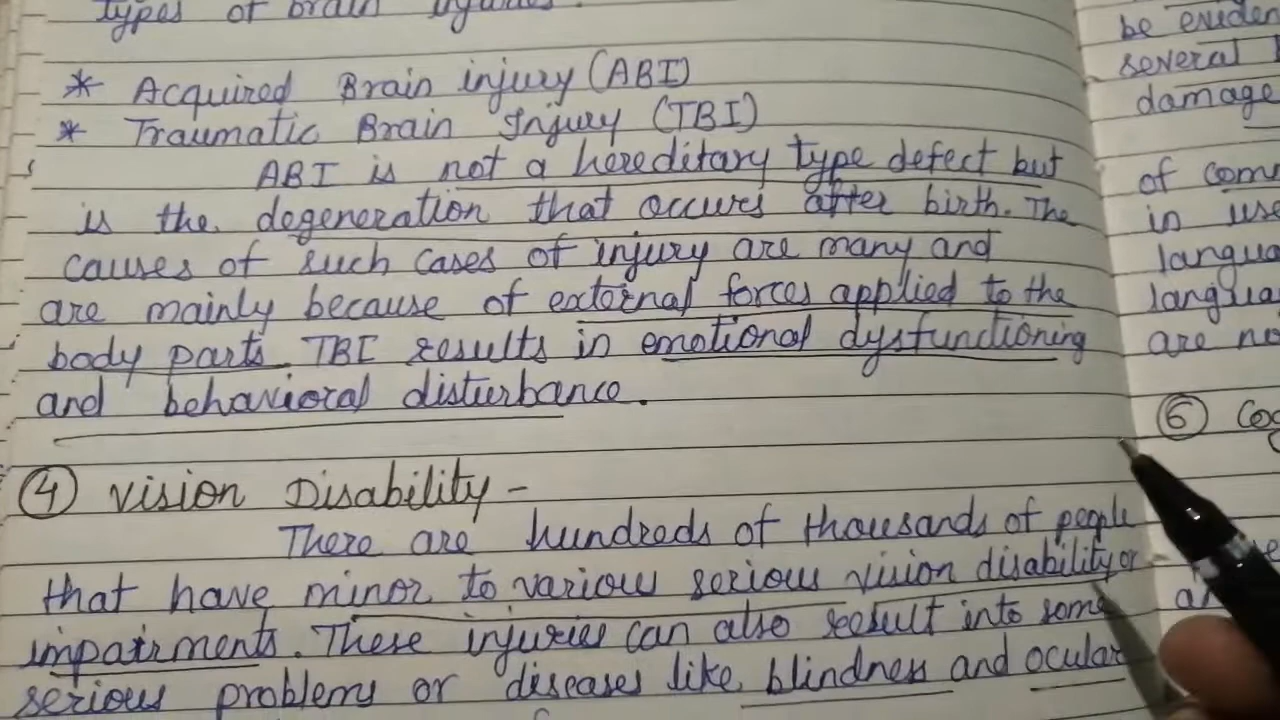 types of brain injuries.
* Acquired Brain injury (ABI)
* Traumatic Brain Injury (TBI)
ABI is not a hereditary type defect but
is the degeneration that occurs after birth. The
causes of such cases of injury are many and
are mainly because of external forces applied to the
body parts. TBI results in emotional dysfunctioning
and behavioral disturbance.
④ Vision Disability -
There are hundreds of thousands of people
that have minor to various serious vision disability or
impairments. These injuries can also result into some
serious problems or diseases like blindness and ocular
be eviden
several
damage
of com
in use
langua
langua
are no
⑥ Cog